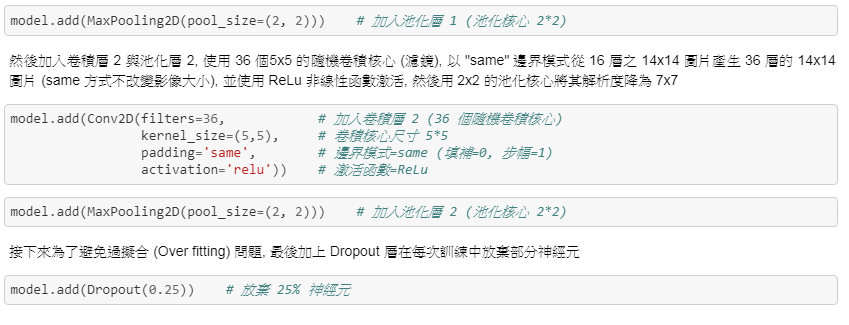 model.add(MaxPooling2D(pool_size=(2, 2)))    # 加入池化層 1 (池化核心 2*2)
然後加入卷積層 2 與池化層 2, 使用 36 個5x5 的隨機卷積核心 (濾鏡), 以 "same" 邊界模式從 16 層之 14x14 圖片產生 36 層的 14x14
圖片 (same 方式不改變影像大小), 並使用 ReLu 非線性函數激活, 然後用 2x2 的池化核心將其解析度降為 7x7
model.add(Conv2D(filters=36,            # 加入卷積層 2 (36 個隨機卷積核心)
                 kernel_size=(5,5),     # 卷積核心尺寸 5*5
                 padding='same',        # 邊界模式=same (填補=0, 步幅=1)
                 activation='relu'))    # 激活函數=ReLu
model.add(MaxPooling2D(pool_size=(2, 2)))    # 加入池化層 2 (池化核心 2*2)
接下來為了避免過擬合 (Over fitting) 問題, 最後加上 Dropout 層在每次訓練中放棄部分神經元
model.add(Dropout(0.25))    # 放棄 25% 神經元